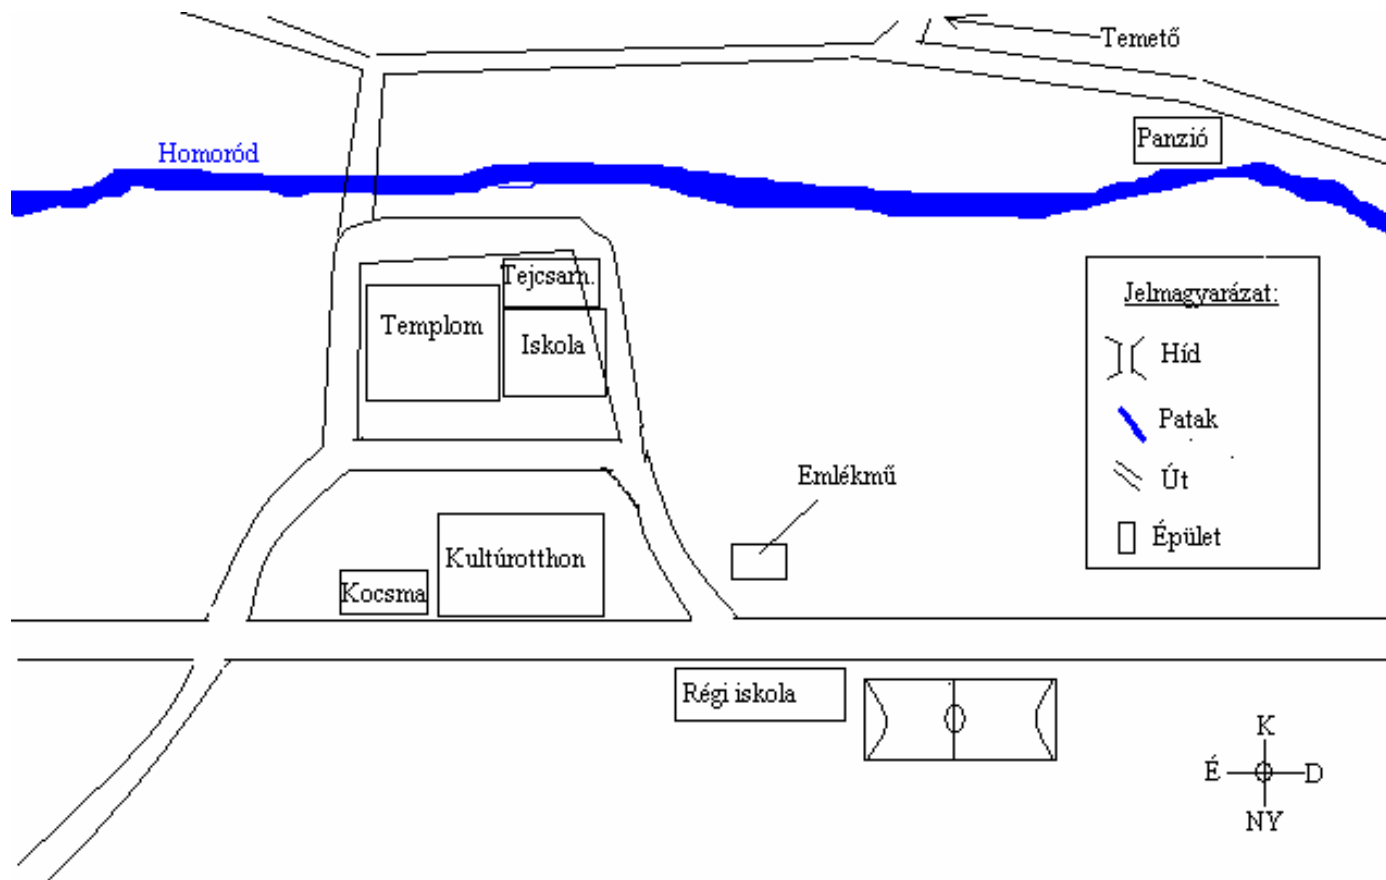 Temető
Panzió
Homoród
Tejcsarn.
Templom
Iskola
Jelmagyarázat:
Híd
Patak
Út
Épület
Emlékmű
Kultúrotthon
Kocsma
Régi iskola
K
É
D
NY